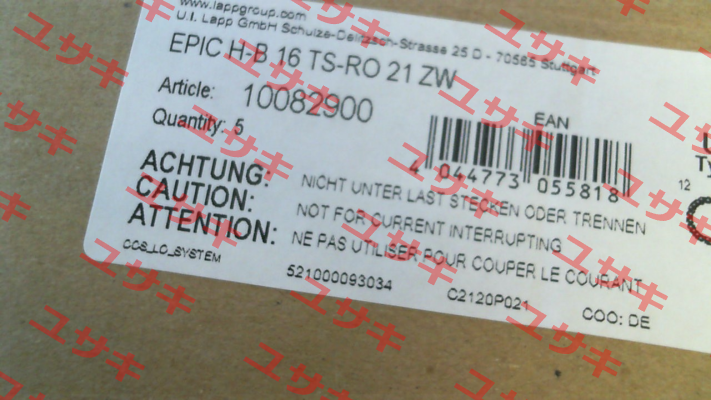 www.lappgroup.com
U.I. Lapp GmbH Schulze-Delitzsch-Strasse 25 D - 70565 Stuttgart
EPIC H-B 16 TS-RO 21 ZW
Article: 10082900
Quantity: 5
EAN
4 044773 055818
ACHTUNG: NICHT UNTER LAST STECKEN ODER TRENNEN
CAUTION: NOT FOR CURRENT INTERRUPTING
ATTENTION: NE PAS UTILISER POUR COUPER LE COURANT
CCS_LO_SYSTEM
521000093034
C2120P021
COO: DE
12
ユサキ